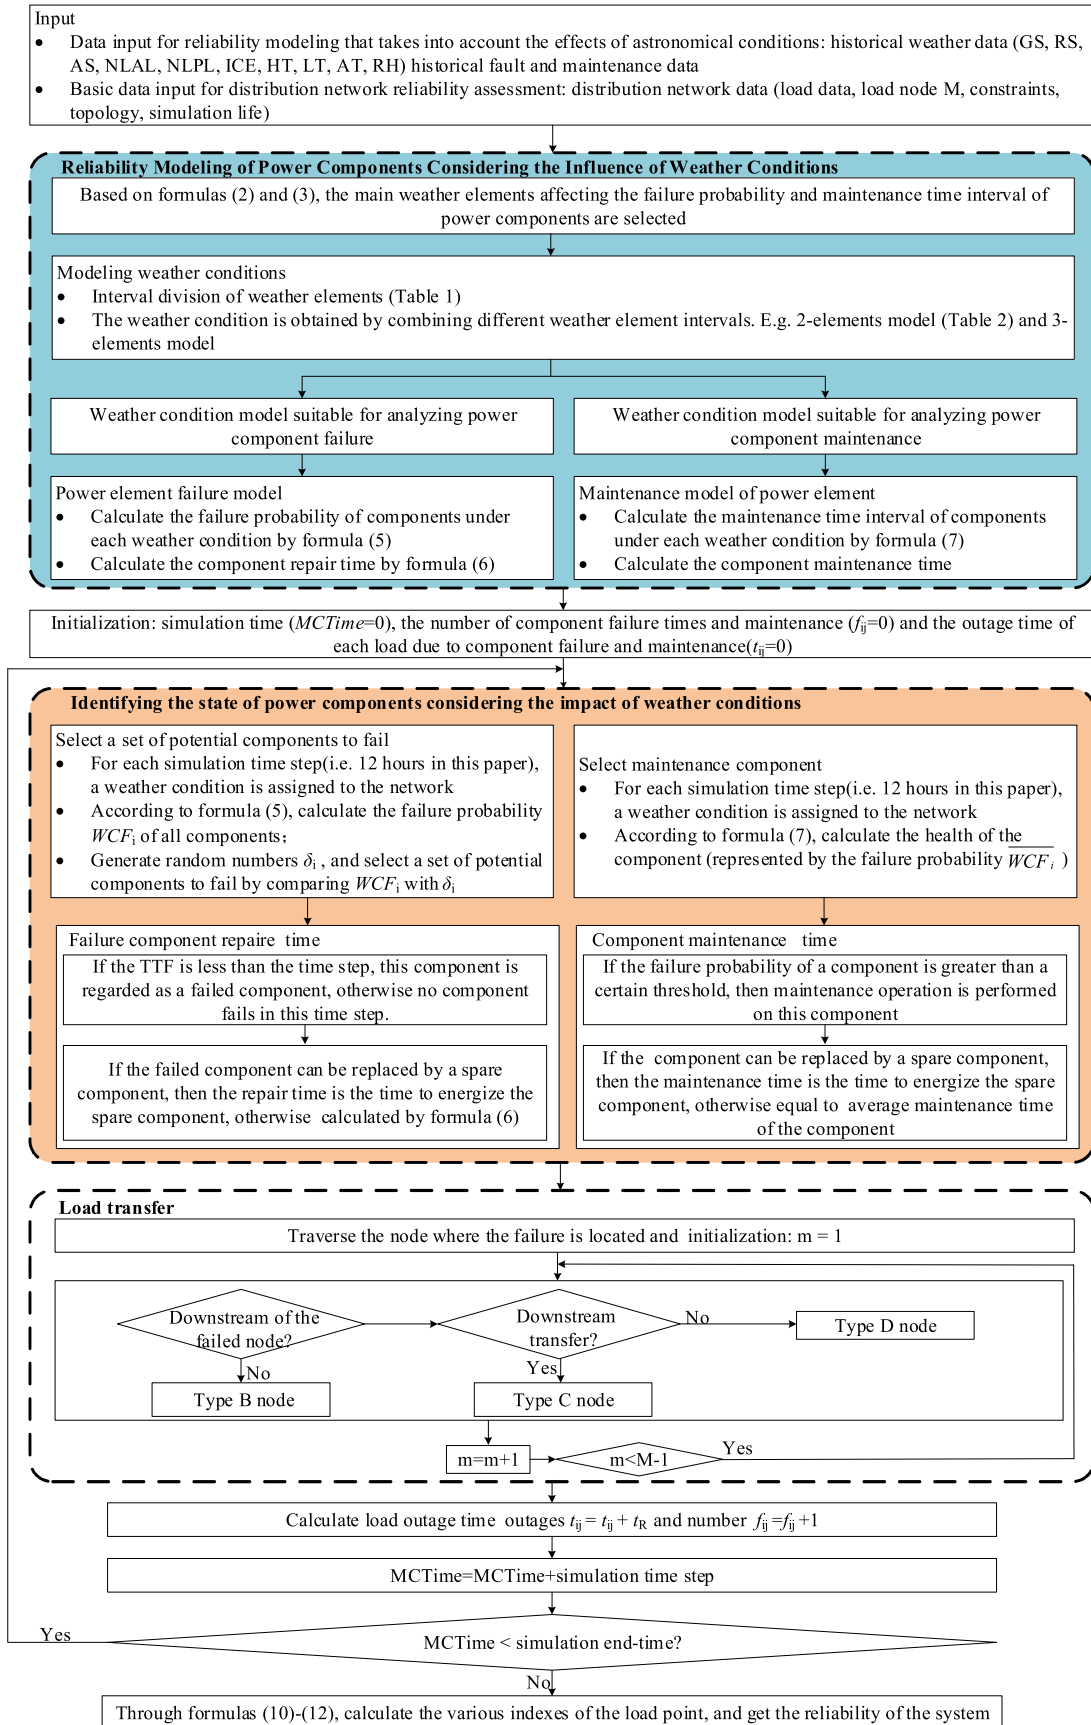 Input
• Data input for reliability modeling that takes into account the effects of astronomical conditions: historical weather data (GS, RS,
AS, NLAL, NLPL, ICE, HT, LT, AT, RH) historical fault and maintenance data
• Basic data input for distribution network reliability assessment: distribution network data (load data, load node M, constraints,
topology, simulation life)
Reliability Modeling of Power Components Considering the Influence of Weather Conditions
Based on formulas (2) and (3), the main weather elements affecting the failure probability and maintenance time interval of
power components are selected
Modeling weather conditions
• Interval division of weather elements (Table 1)
• The weather condition is obtained by combining different weather element intervals. E.g. 2-elements model (Table 2) and 3-
elements model
Weather condition model suitable for analyzing power
component failure
Weather condition model suitable for analyzing power
component maintenance
Power element failure model
• Calculate the failure probability of components under
each weather condition by formula (5)
• Calculate the component repair time by formula (6)
Maintenance model of power element
• Calculate the maintenance time interval of components
under each weather condition by formula (7)
• Calculate the component maintenance time
Initialization: simulation time (MCTime=0), the number of component failure times and maintenance (fij=0) and the outage time of
each load due to component failure and maintenance(tij=0)
Identifying the state of power components considering the impact of weather conditions
Select a set of potential components to fail
• For each simulation time step(i.e. 12 hours in this paper),
a weather condition is assigned to the network
• According to formula (5), calculate the failure probability
WCFi of all components;
• Generate random numbers δi , and select a set of potential
components to fail by comparing WCFi with δi
Select maintenance component
• For each simulation time step(i.e. 12 hours in this paper),
a weather condition is assigned to the network
• According to formula (7), calculate the health of the
component (represented by the failure probability W̅C̅F̅i )
Failure component repaire time
If the TTF is less than the time step, this component is
regarded as a failed component, otherwise no component
fails in this time step.
If the failed component can be replaced by a spare
component, then the repair time is the time to energize the
spare component, otherwise calculated by formula (6)
Component maintenance time
If the failure probability of a component is greater than a
certain threshold, then maintenance operation is performed
on this component
If the component can be replaced by a spare component,
then the maintenance time is the time to energize the spare
component, otherwise equal to average maintenance time
of the component
Load transfer
Traverse the node where the failure is located and initialization: m = 1
Downstream of the
failed node?
Downstream
transfer?
No
Type D node
No
Yes
Type B node
Type C node
m=m+1
m<M-1
Yes
Calculate load outage time outages tij = tij + tR and number fij =fij +1
MCTime=MCTime+simulation time step
Yes
MCTime < simulation end-time?
No
Through formulas (10)-(12), calculate the various indexes of the load point, and get the reliability of the system